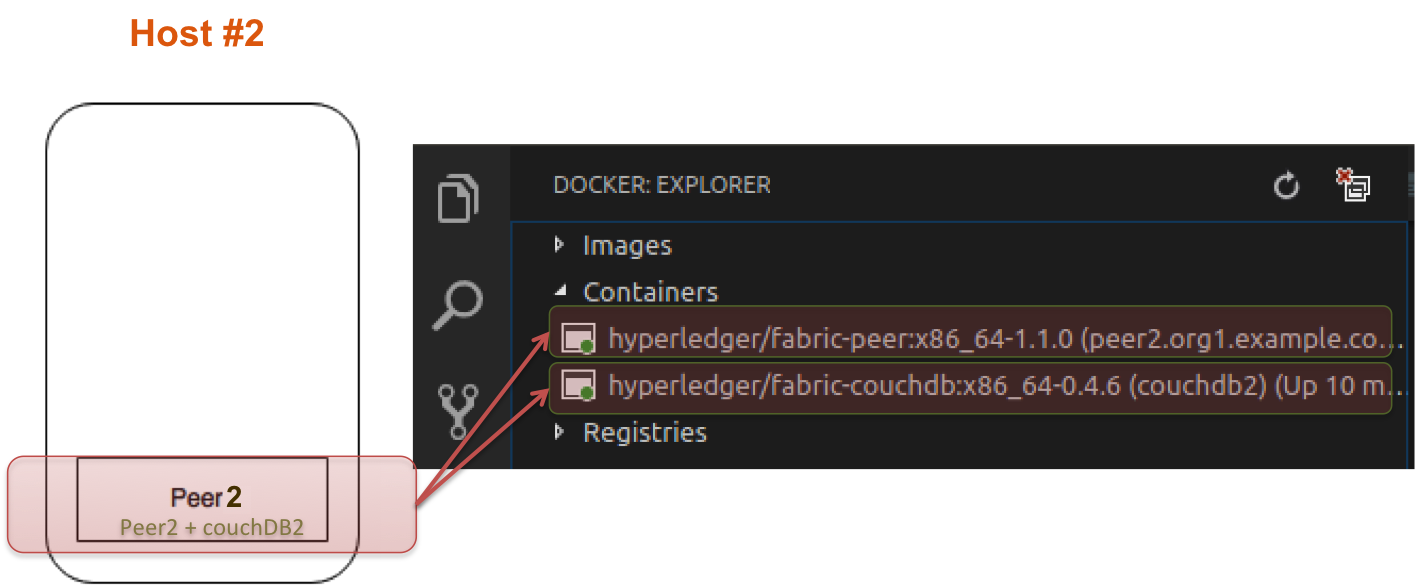 Host #2
DOCKER: EXPLORER
Images
Containers
hyperledger/fabric-peer:x86_64-1.1.0 (peer2.org1.example.co...
hyperledger/fabric-couchdb:x86_64-0.4.6 (couchdb2) (Up 10 m...
Registries
Peer 2
Peer2 + couchDB2